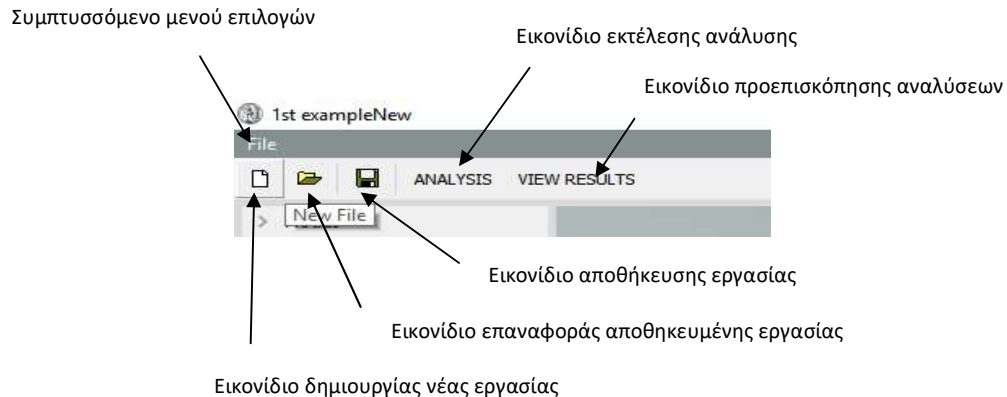 Συμπτυσσόμενο μενού επιλογών
Εικονίδιο εκτέλεσης ανάλυσης
Εικονίδιο προεπισκόπησης αναλύσεων
1st exampleNew
File
ANALYSIS VIEW RESULTS
New File
Εικονίδιο αποθήκευσης εργασίας
Εικονίδιο επαναφοράς αποθηκευμένης εργασίας
Εικονίδιο δημιουργίας νέας εργασίας